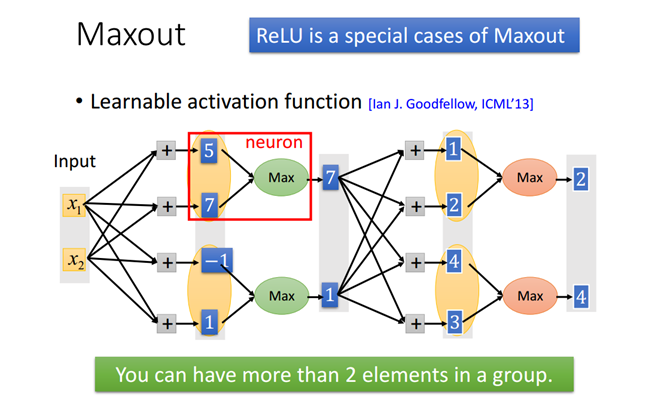 Maxout
ReLU is a special cases of Maxout
• Learnable activation function [Ian J. Goodfellow, ICML'13]
neuron
Input
x1
x2
+
+
+
+
5
7
−1
1
Max
Max
7
1
+
+
+
+
1
2
4
3
Max
Max
2
4
You can have more than 2 elements in a group.